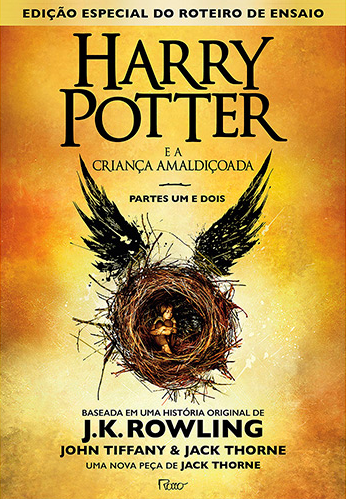 EDIÇÃO ESPECIAL DO ROTEIRO DE ENSAIO
HARRY
POTTER
E A
CRIANÇA AMALDIÇOADA
PARTES UM E DOIS
BASEADA EM UMA HISTÓRIA ORIGINAL DE
J.K. ROWLING
JOHN TIFFANY & JACK THORNE
UMA NOVA PEÇA DE JACK THORNE
Rocco